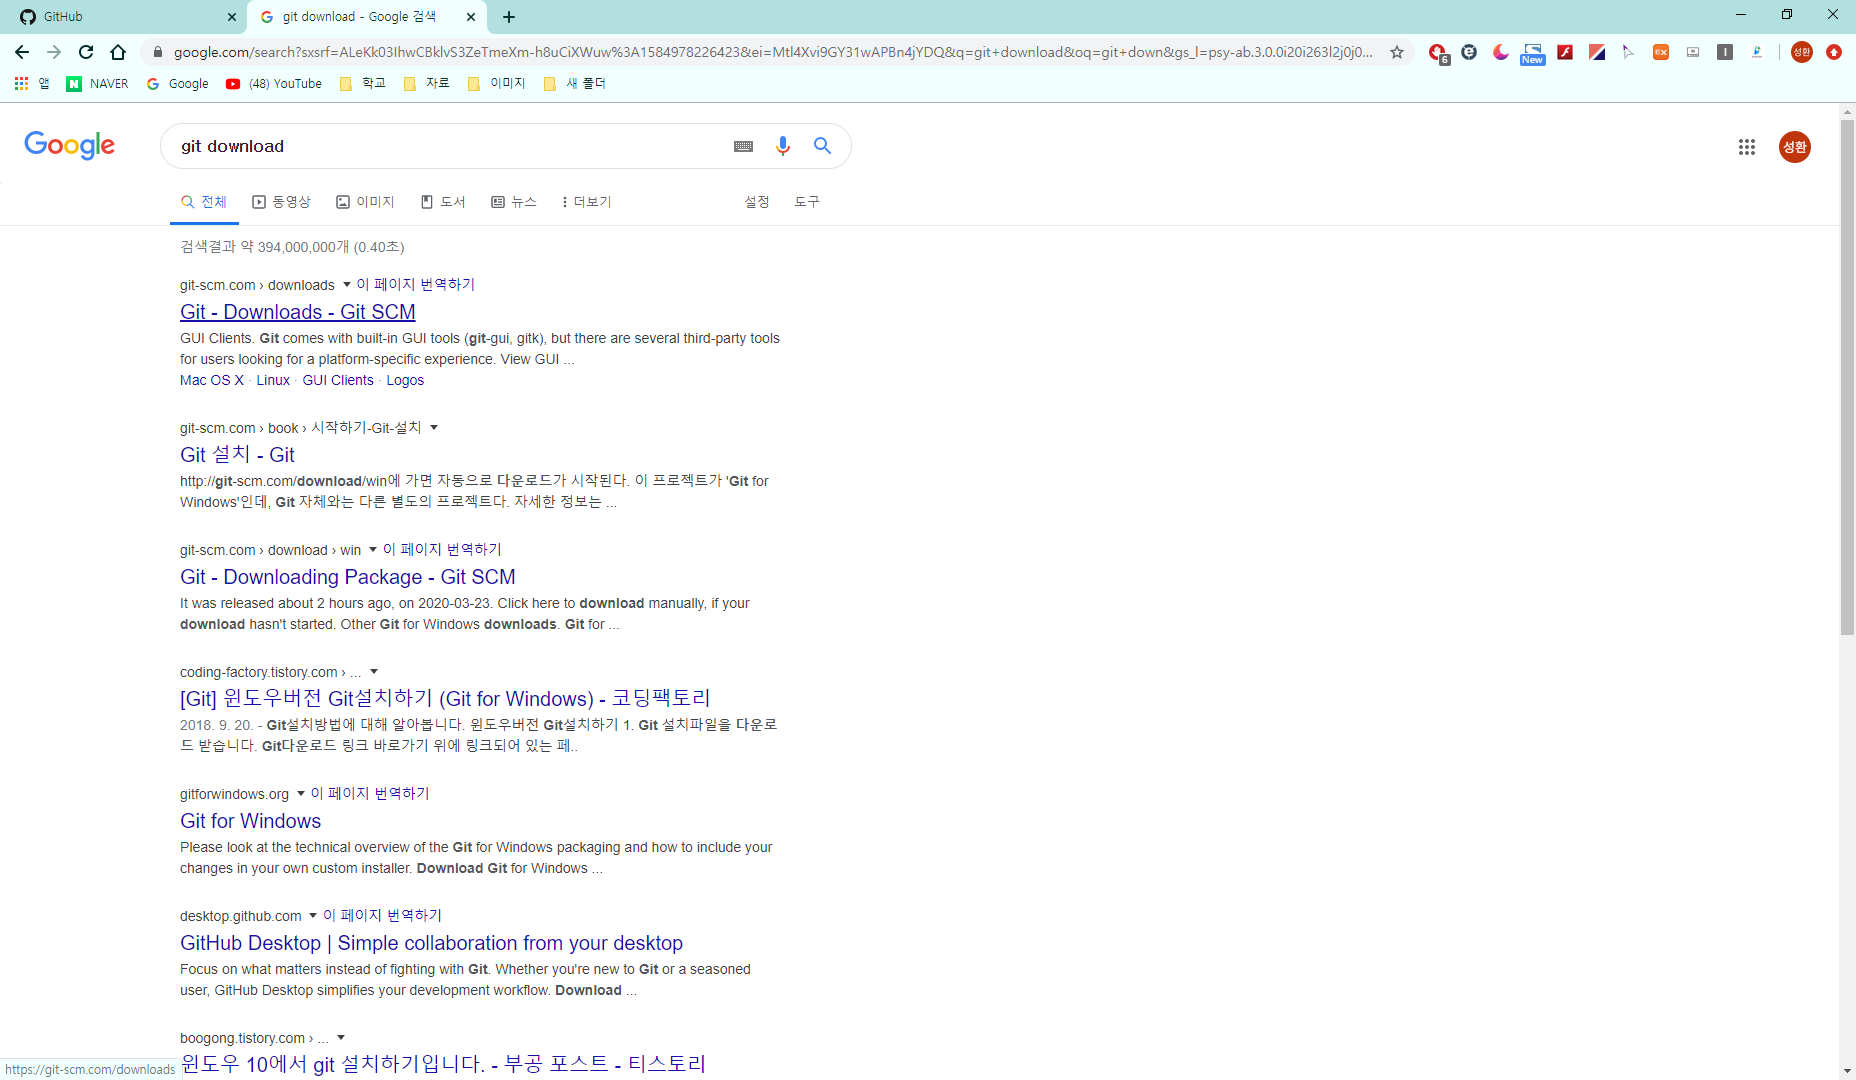 GitHub
git download - Google 검색
google.com/search?sxsrf=ALeKk03IhwCBklvS3ZeTmeXm-h8uCiXWuw%3A1584978226423&ei=Mtl4Xvi9GY31wAPBn4jYDQ&q=git+download&oq=git+down&gs_l=psy-ab.3.0.0i20i263l2j0j0...
6
New
EX
성환
앱
NAVER
Google
(48) YouTube
학교
자료
이미지
새 폴더
Google
git download
성환
전체
동영상
이미지
도서
뉴스
더보기
설정
도구
검색결과 약 394,000,000개 (0.40초)
git-scm.com › downloads 이 페이지 번역하기
Git - Downloads - Git SCM
GUI Clients. Git comes with built-in GUI tools (git-gui, gitk), but there are several third-party tools
for users looking for a platform-specific experience. View GUI ...
Mac OS X · Linux · GUI Clients · Logos
git-scm.com › book › 시작하기-Git-설치
Git 설치 - Git
http://git-scm.com/download/win에 가면 자동으로 다운로드가 시작된다. 이 프로젝트가 'Git for
Windows'인데, Git 자체와는 다른 별도의 프로젝트다. 자세한 정보는 ...
git-scm.com › download › win 이 페이지 번역하기
Git - Downloading Package - Git SCM
It was released about 2 hours ago, on 2020-03-23. Click here to download manually, if your
download hasn't started. Other Git for Windows downloads. Git for ...
coding-factory.tistory.com › ...
[Git] 윈도우버전 Git설치하기 (Git for Windows) - 코딩팩토리
2018. 9. 20. - Git설치방법에 대해 알아봅니다. 윈도우버전 Git설치하기 1. Git 설치파일을 다운로
드 받습니다. Git다운로드 링크 바로가기 위에 링크되어 있는 페..
gitforwindows.org 이 페이지 번역하기
Git for Windows
Please look at the technical overview of the Git for Windows packaging and how to include your
changes in your own custom installer. Download Git for Windows ...
desktop.github.com 이 페이지 번역하기
GitHub Desktop | Simple collaboration from your desktop
Focus on what matters instead of fighting with Git. Whether you're new to Git or a seasoned
user, GitHub Desktop simplifies your development workflow. Download ...
boogong.tistory.com › ...
윈도우 10에서 git 설치하기입니다. - 부공 포스트 - 티스토리
https://git-scm.com/downloads